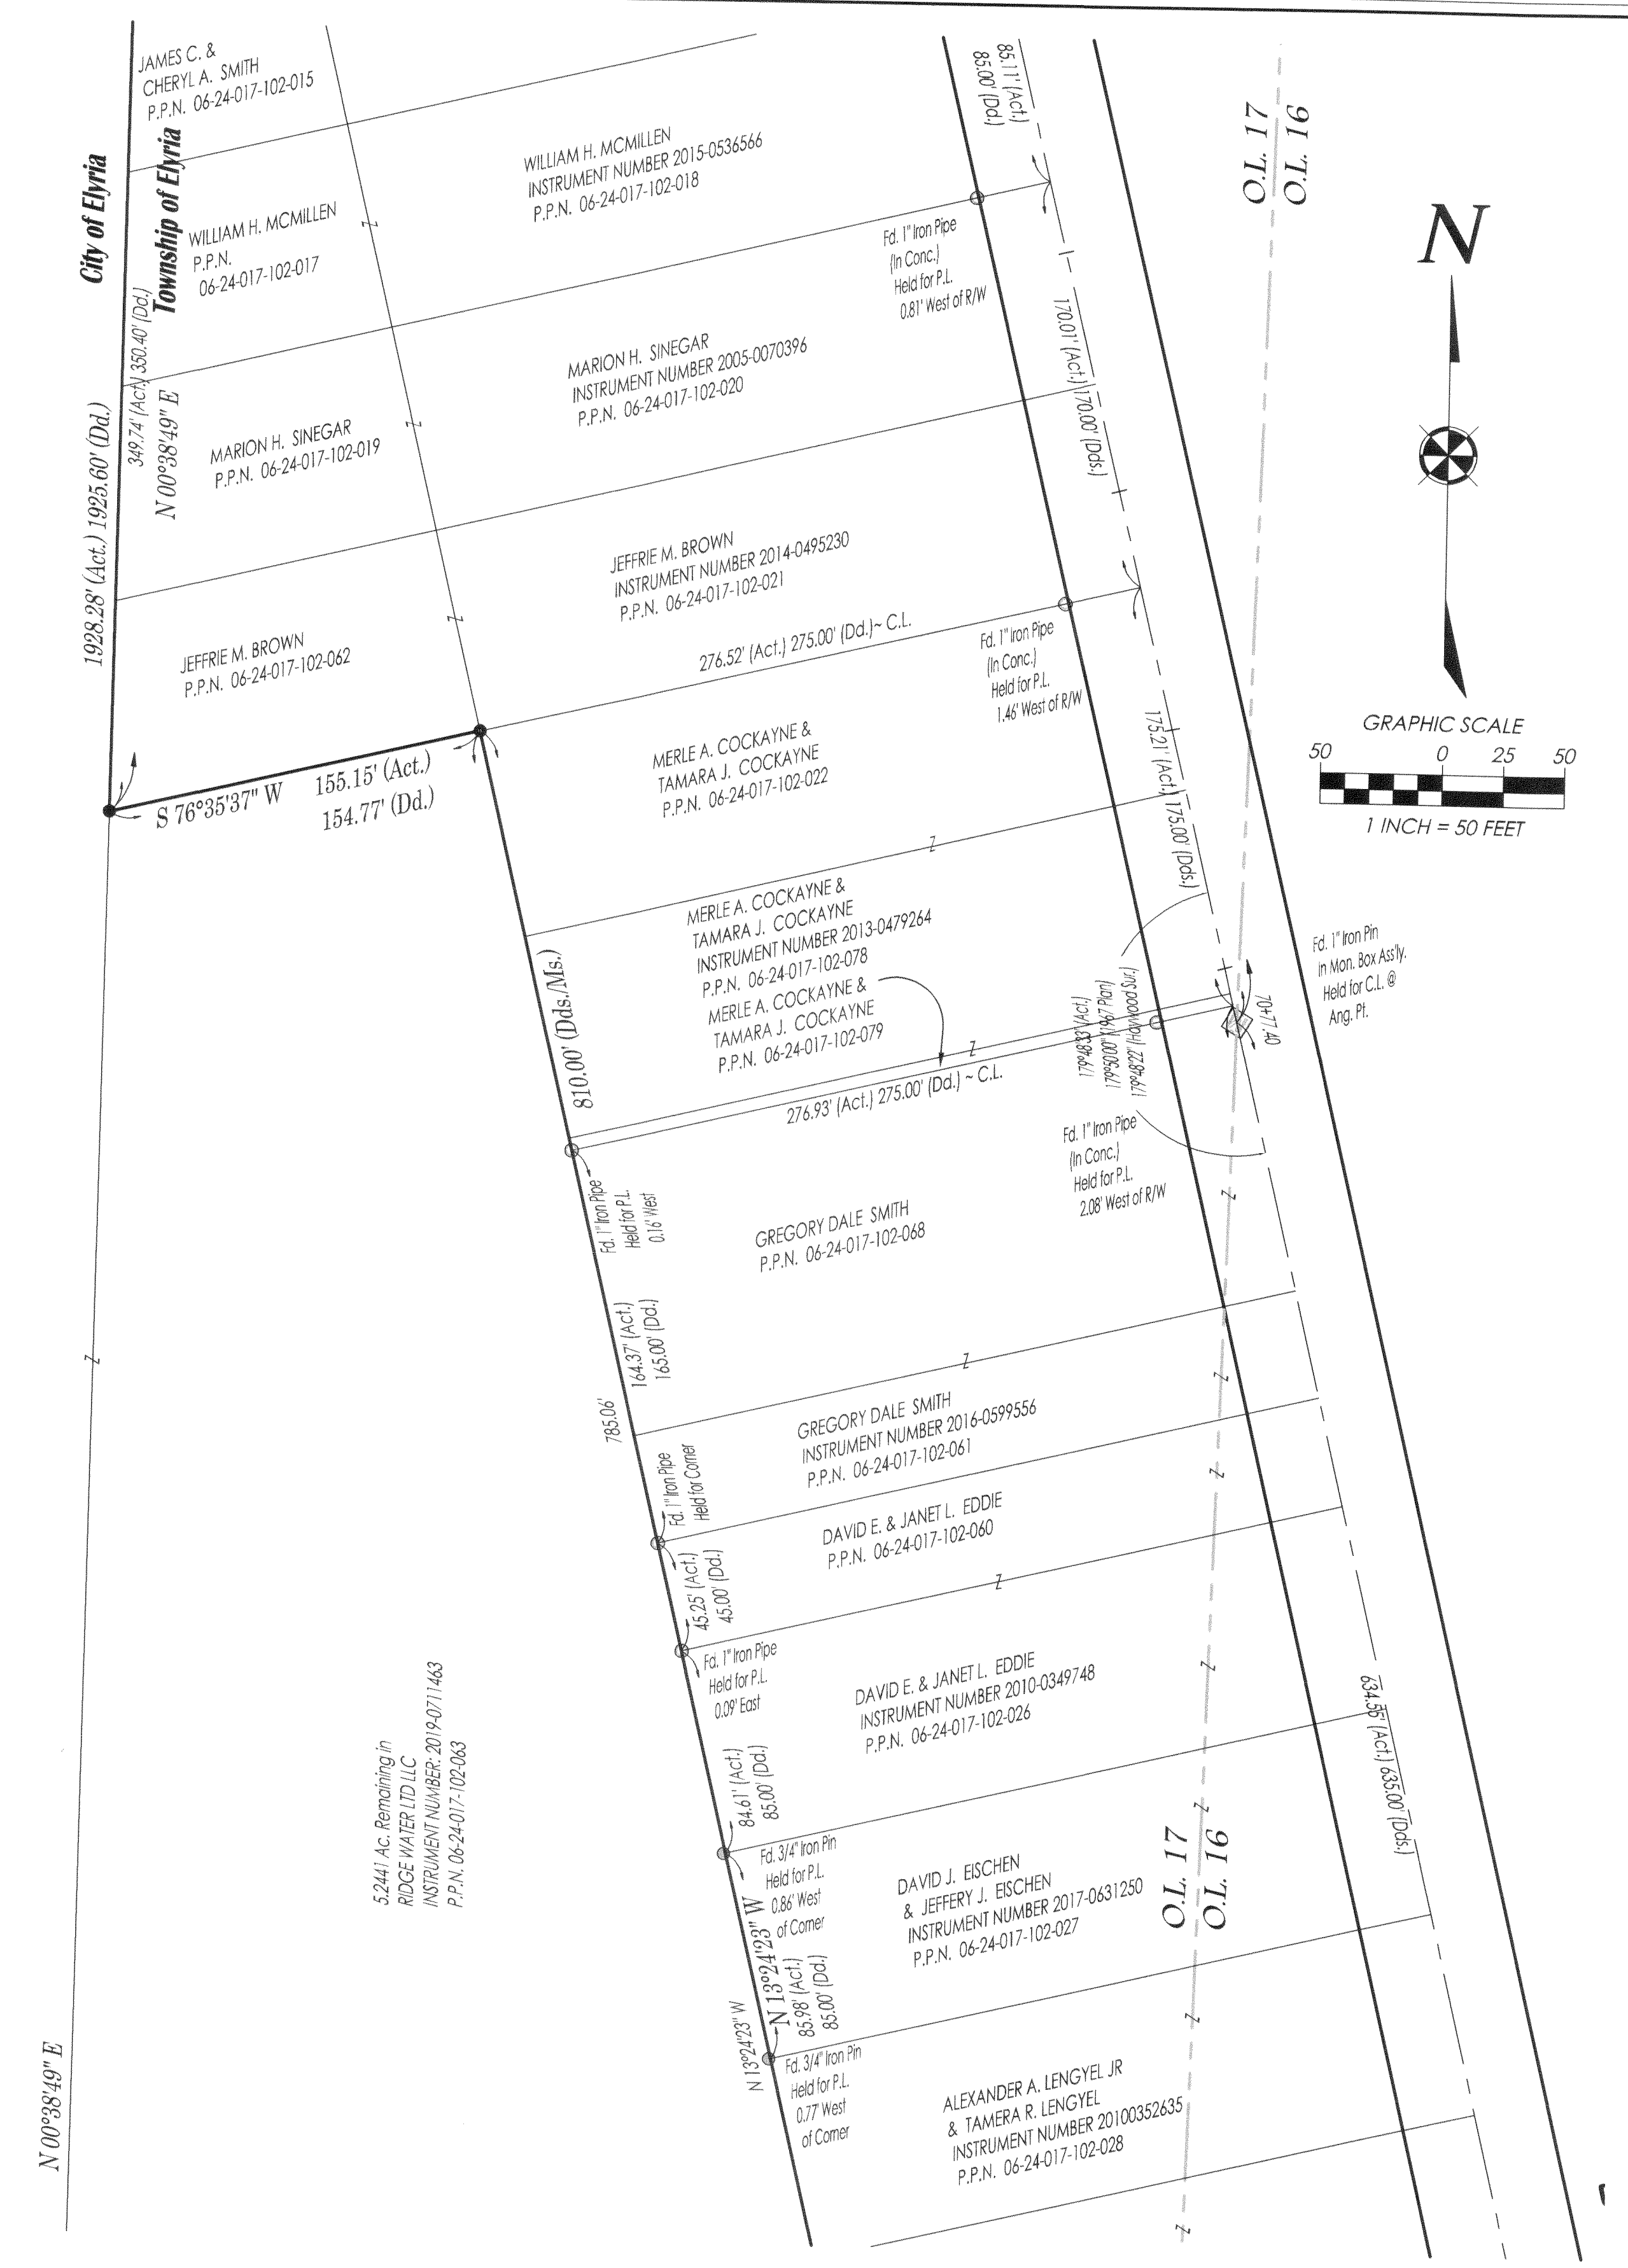 JAMES C. &
CHERYL A. SMITH
P.P.N. 06-24-017-102-015
City of Elyria
Township of Elyria
WILLIAM H. MCMILLEN
P.P.N.
06-24-017-102-017
WILLIAM H. MCMILLEN
INSTRUMENT NUMBER 2015-0536566
P.P.N. 06-24-017-102-018
85.11' (Act.)
85.00' (Dd.)
O.L. 17
O.L. 16
N
Fd. 1" Iron Pipe
(In Conc.)
Held for P.L.
0.81' West of R/W
1928.28' (Act.) 1925.60' (Dd.)
349.74' (Act.) 350.40' (Dd.)
N 00°38'49" E
MARION H. SINEGAR
P.P.N. 06-24-017-102-019
MARION H. SINEGAR
INSTRUMENT NUMBER 2005-0070396
P.P.N. 06-24-017-102-020
170.01' (Act.) 170.00' (Dds.)
JEFFRIE M. BROWN
P.P.N. 06-24-017-102-062
JEFFRIE M. BROWN
INSTRUMENT NUMBER 2014-0495230
P.P.N. 06-24-017-102-021
276.52' (Act.) 275.00' (Dd.)~ C.L.
Fd. 1" Iron Pipe
(In Conc.)
Held for P.L.
1.46' West of R/W
GRAPHIC SCALE
50 0 25 50
1 INCH = 50 FEET
S 76°35'37" W
155.15' (Act.)
154.77' (Dd.)
MERLE A. COCKAYNE &
TAMARA J. COCKAYNE
P.P.N. 06-24-017-102-022
175.21' (Act.) 175.00' (Dds.)
MERLE A. COCKAYNE &
TAMARA J. COCKAYNE
INSTRUMENT NUMBER 2013-0479264
P.P.N. 06-24-017-102-078
MERLE A. COCKAYNE &
TAMARA J. COCKAYNE
P.P.N. 06-24-017-102-079
810.00' (Dds./Ms.)
276.93' (Act.) 275.00' (Dd.) ~ C.L.
179°48'33" (Act.)
179°50'00" (1967 Plan)
179°48'22" (Haywood Sur.)
70+77.40
Fd. 1" Iron Pin
in Mon. Box Ass'ly.
Held for C.L. @
Ang. Pt.
Fd. 1" Iron Pipe
(In Conc.)
Held for P.L.
2.08' West of R/W
Fd. 1" Iron Pipe
Held for P.L.
0.16' West
GREGORY DALE SMITH
P.P.N. 06-24-017-102-068
164.37' (Act.)
165.00' (Dd.)
785.06'
GREGORY DALE SMITH
INSTRUMENT NUMBER 2016-0599556
P.P.N. 06-24-017-102-061
Fd. 1" Iron Pipe
Held for Corner
DAVID E. & JANET L. EDDIE
P.P.N. 06-24-017-102-060
45.25' (Act.)
45.00' (Dd.)
Fd. 1" Iron Pipe
Held for P.L.
0.09' East
DAVID E. & JANET L. EDDIE
INSTRUMENT NUMBER 2010-0349748
P.P.N. 06-24-017-102-026
634.56' (Act.) 635.00' (Dds.)
5.2441 Ac. Remaining in
RIDGE WATER LTD LLC
INSTRUMENT NUMBER: 2019-0711463
P.P.N. 06-24-017-102-063
84.61' (Act.)
85.00' (Dd.)
Fd. 3/4" Iron Pin
Held for P.L.
0.86' West
of Corner
DAVID J. EISCHEN
& JEFFERY J. EISCHEN
INSTRUMENT NUMBER 2017-0631250
P.P.N. 06-24-017-102-027
O.L. 17
O.L. 16
N 13°24'23" W
N 13°24'23" W
85.98' (Act.)
85.00' (Dd.)
Fd. 3/4" Iron Pin
Held for P.L.
0.77' West
of Corner
ALEXANDER A. LENGYEL JR
& TAMERA R. LENGYEL
INSTRUMENT NUMBER 20100352635
P.P.N. 06-24-017-102-028
N 00°38'49" E